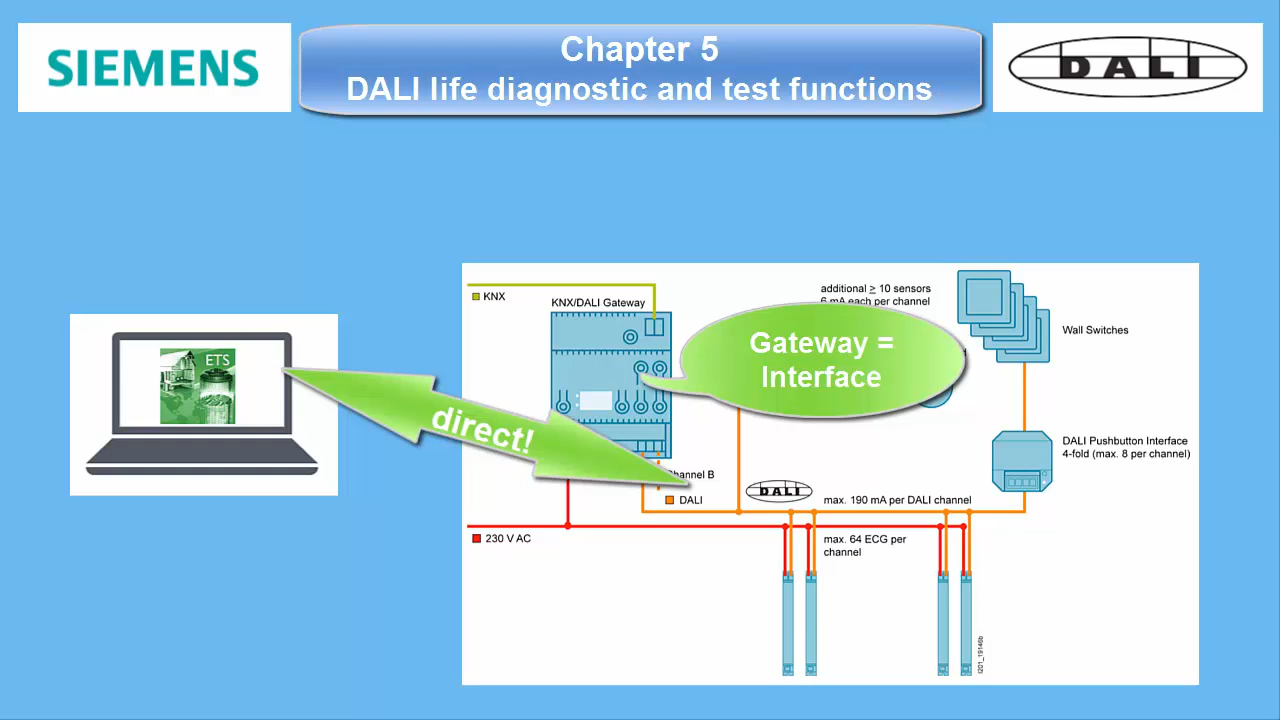 SIEMENS
Chapter 5
DALI life diagnostic and test functions
DALI
KNX
KNX/DALI Gateway
additional ≥ 10 sensors
6 mA each per channel
Wall Switches
Gateway =
Interface
ETS
direct!
DALI Pushbutton Interface
4-fold (max. 8 per channel)
Channel B
DALI
DALI
max. 190 mA per DALI channel
230 V AC
max. 64 ECG per
channel
I201_19146b